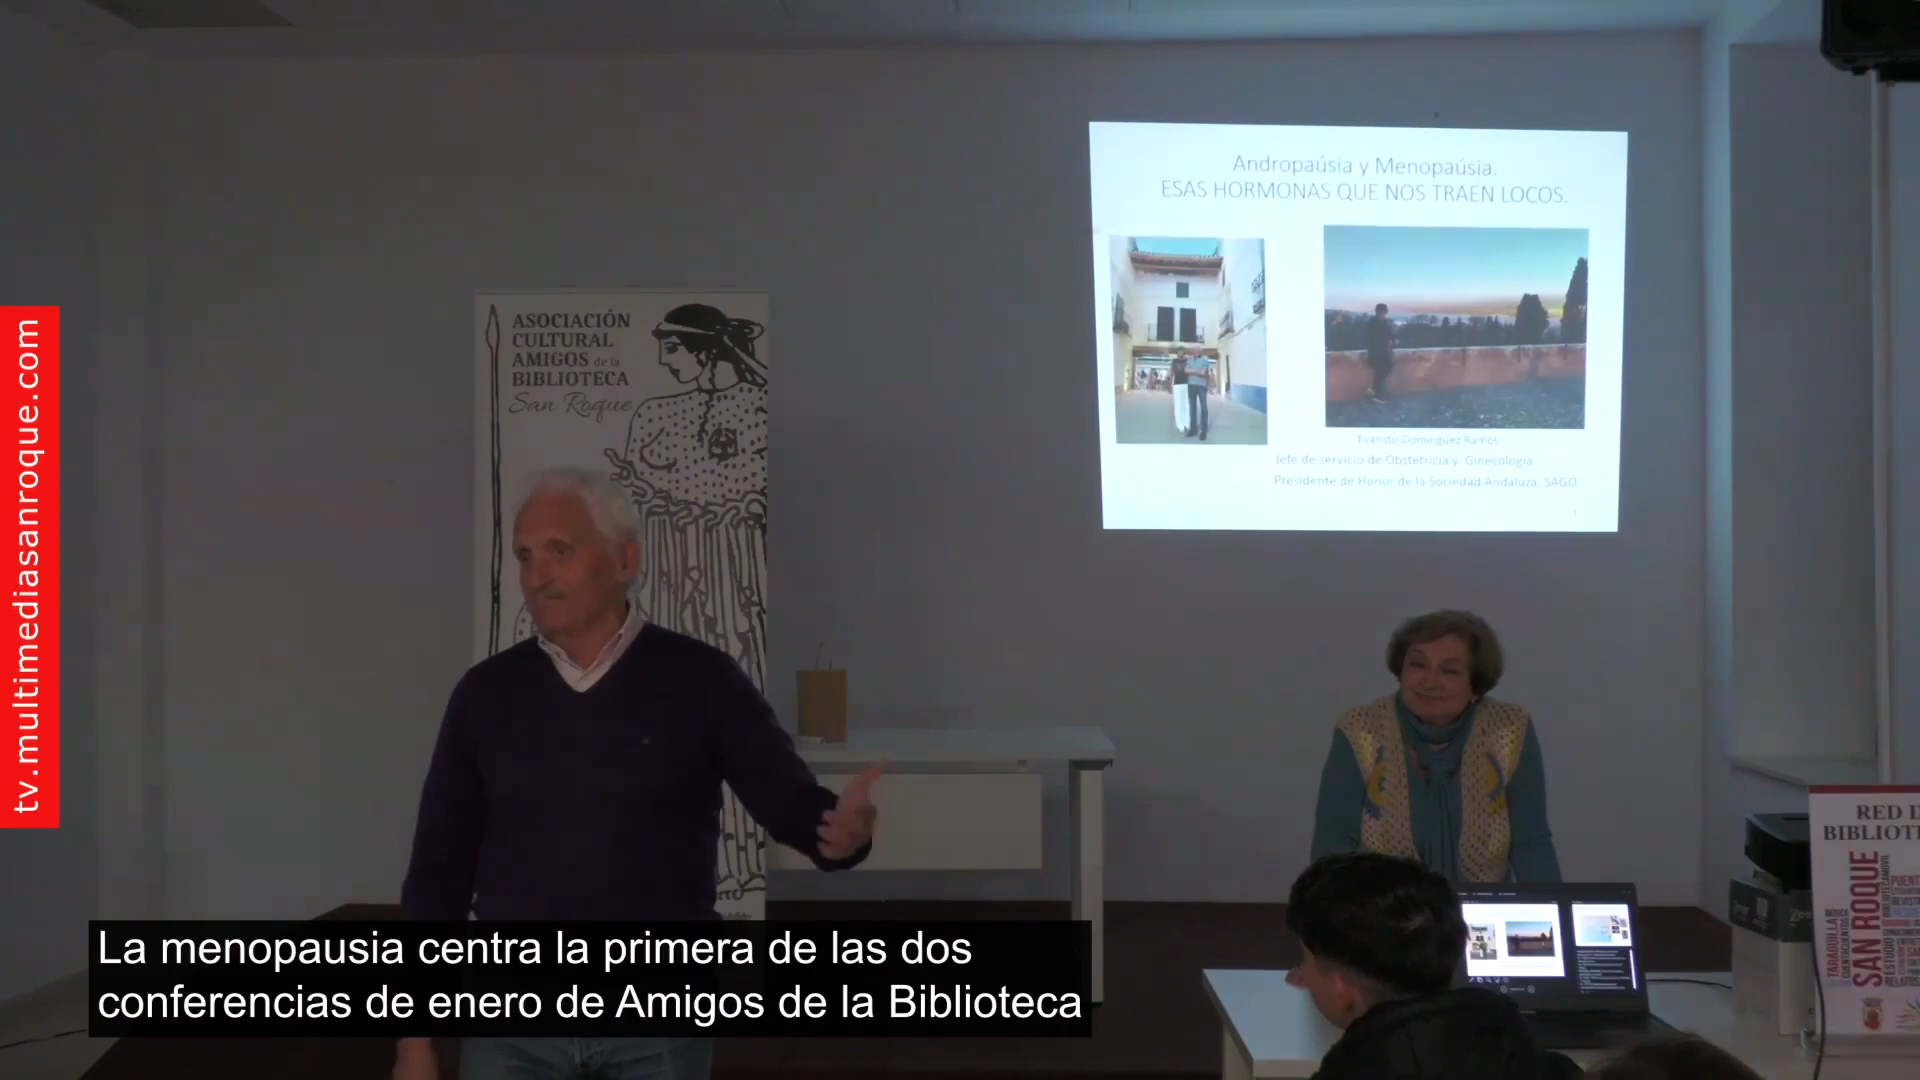 tv.multimediasanroque.com
Andropaúsia y Menopaúsia.
ESAS HORMONAS QUE NOS TRAEN LOCOS.
Evaristo Domínguez Ramos
Jefe de servicio de Obstetricia y Ginecología
Presidente de Honor de la Sociedad Andaluza, SAGO
1
ASOCIACIÓN
CULTURAL
AMIGOS de la
BIBLIOTECA
San Roque
RED D
BIBLIOT
SAN ROQUE
TARAGUILLA
La menopausia centra la primera de las dos
conferencias de enero de Amigos de la Biblioteca